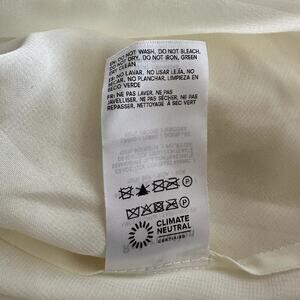 EN: DO NOT WASH, DO NOT BLEACH,
DO NOT DRY, DO NOT IRON, GREEN
DRY CLEAN
ES: NO LAVAR, NO USAR LEJÍA, NO
SECAR, NO PLANCHAR, LIMPIEZA EN
SECO VERDE
FR: NE PAS LAVER, NE PAS
JAVELLISER, NE PAS SÉCHER, NE PAS
REPASSER, NETTOYAGE À SEC VERT
P
P
CLIMATE
NEUTRAL
CERTIFIED